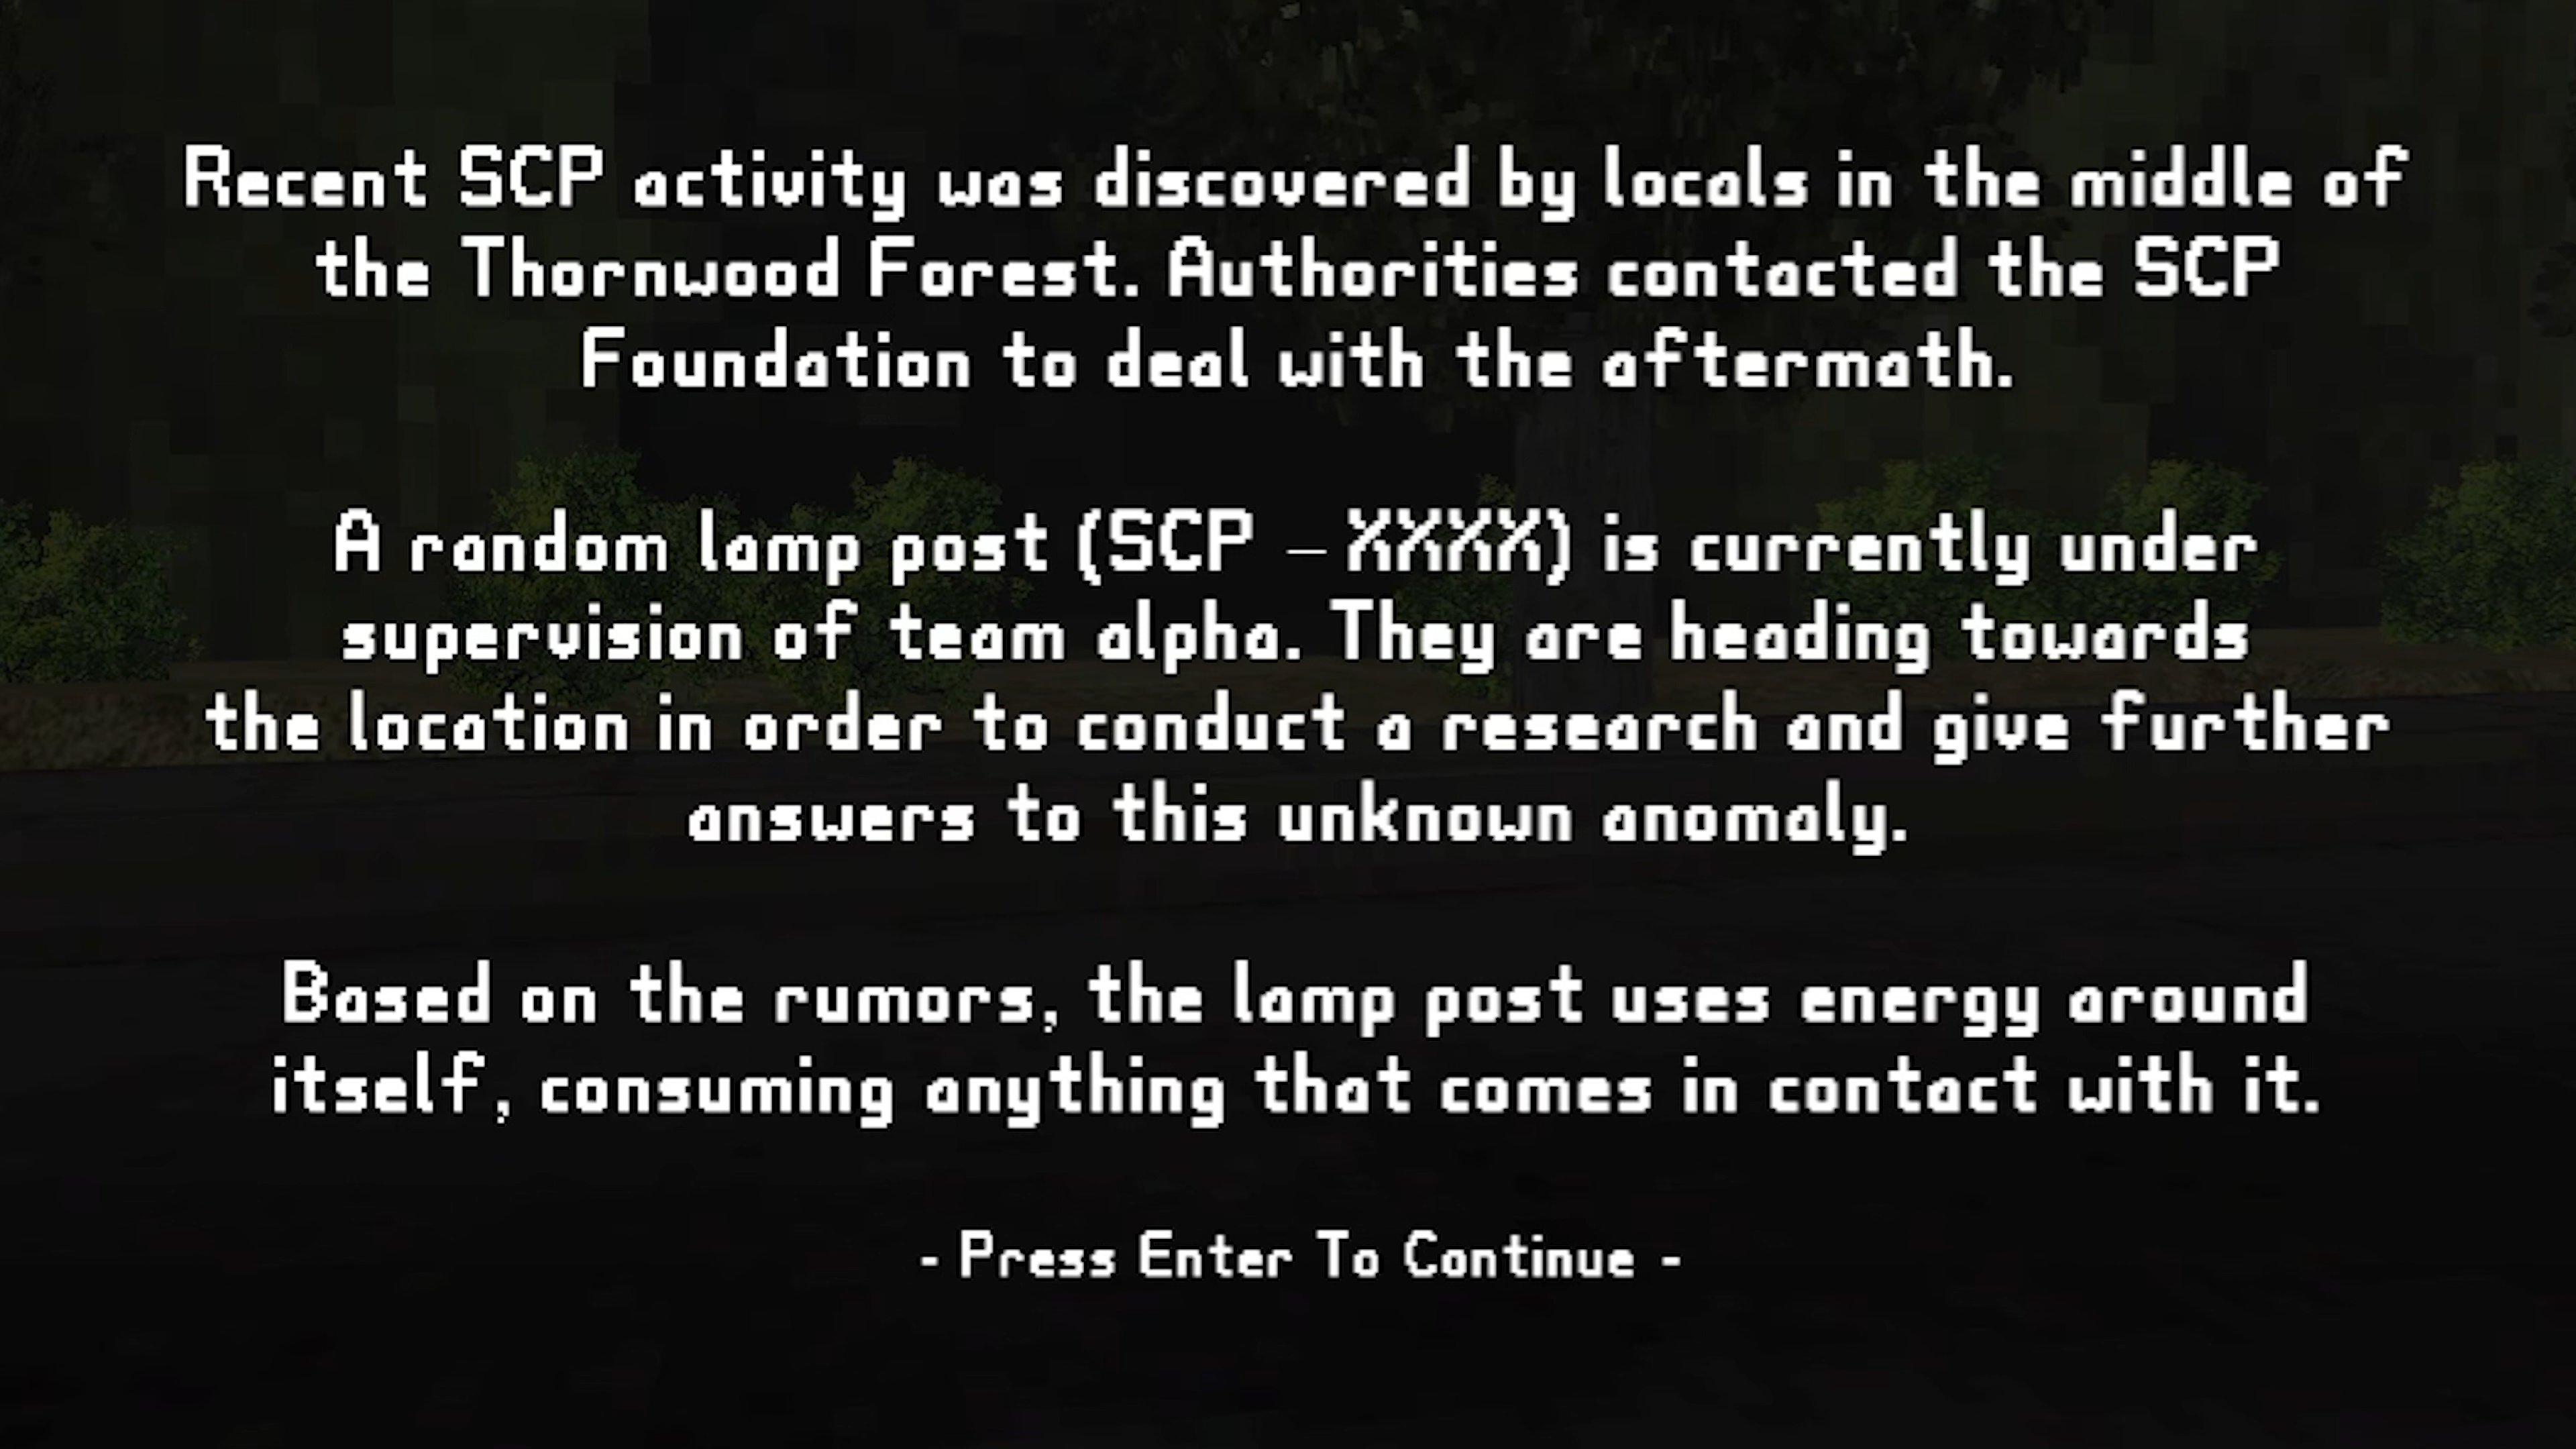 Recent SCP activity was discovered by locals in the middle of
the Thornwood Forest. Authorities contacted the SCP
Foundation to deal with the aftermath.
A random lamp post (SCP – XXXX) is currently under
supervision of team alpha. They are heading towards
the location in order to conduct a research and give further
answers to this unknown anomaly.
Based on the rumors, the lamp post uses energy around
itself, consuming anything that comes in contact with it.
- Press Enter To Continue -